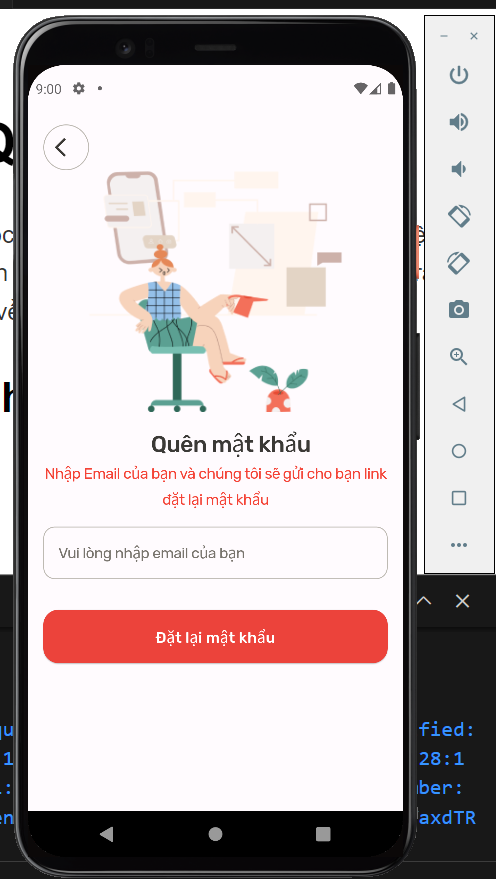 9:00
Quên mật khẩu
Nhập Email của bạn và chúng tôi sẽ gửi cho bạn link
đặt lại mật khẩu
Vui lòng nhập email của bạn
Đặt lại mật khẩu
fied:
28:1
ber:
axdTR